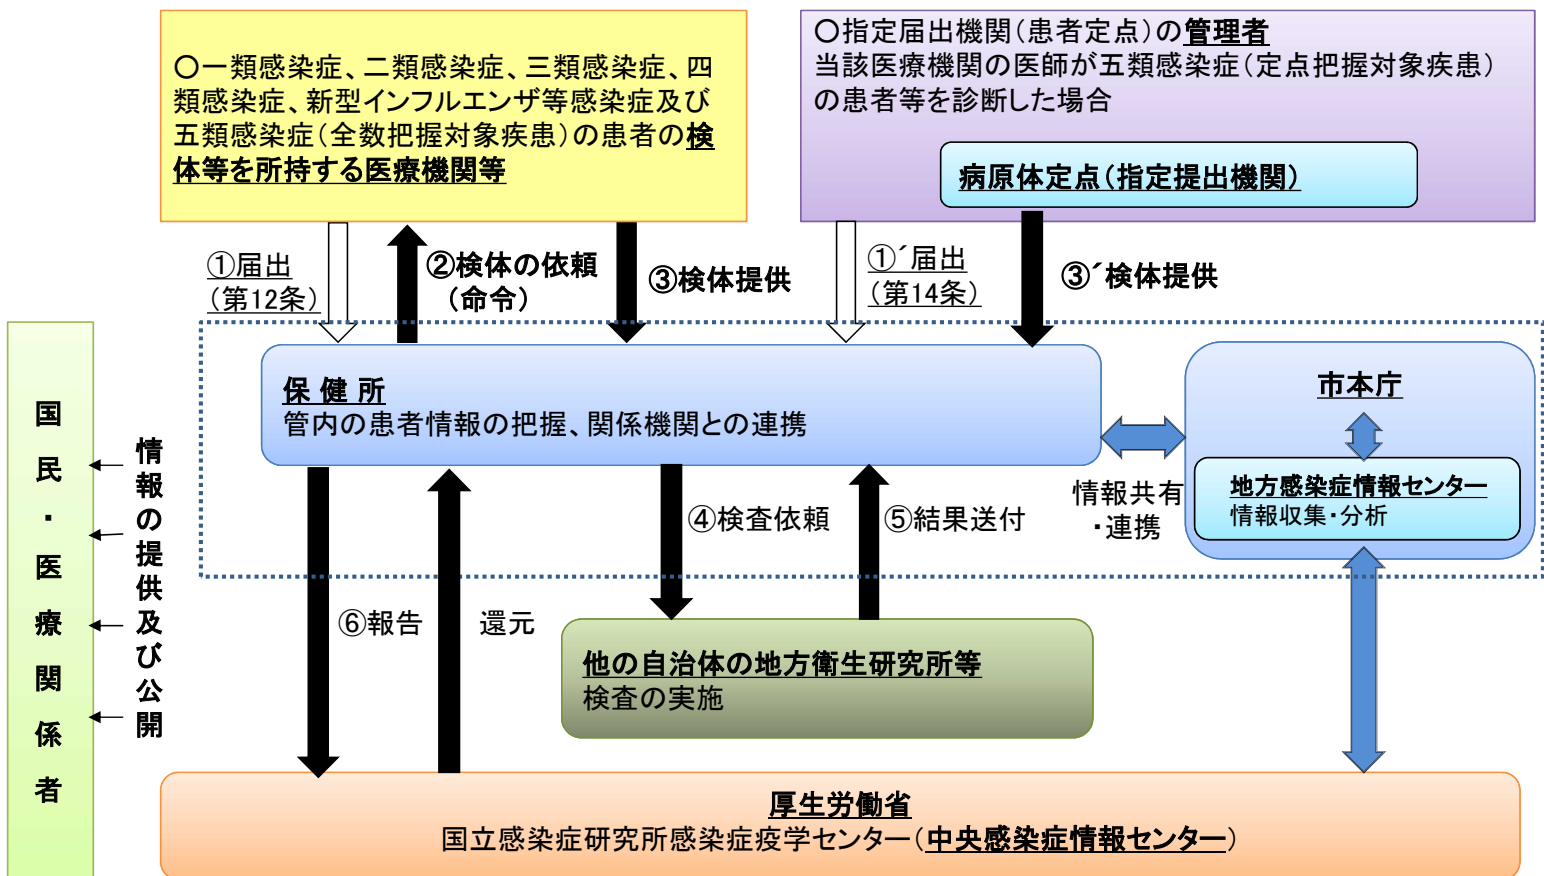 〇一類感染症、二類感染症、三類感染症、四
類感染症、新型インフルエンザ等感染症及び
五類感染症（全数把握対象疾患）の患者の検
体等を所持する医療機関等
〇指定届出機関（患者定点）の管理者
当該医療機関の医師が五類感染症（定点把握対象疾患）
の患者等を診断した場合
病原体定点（指定提出機関）
①届出
（第12条）
②検体の依頼
（命令）
③検体提供
①´届出
（第14条）
③´検体提供
保 健 所
管内の患者情報の把握、関係機関との連携
市本庁
地方感染症情報センター
情報収集・分析
情報共有
・連携
④検査依頼
⑤結果送付
⑥報告
還元
他の自治体の地方衛生研究所等
検査の実施
国民・医療関係者
情報の提供及び公開
厚生労働省
国立感染症研究所感染症疫学センター（中央感染症情報センター）